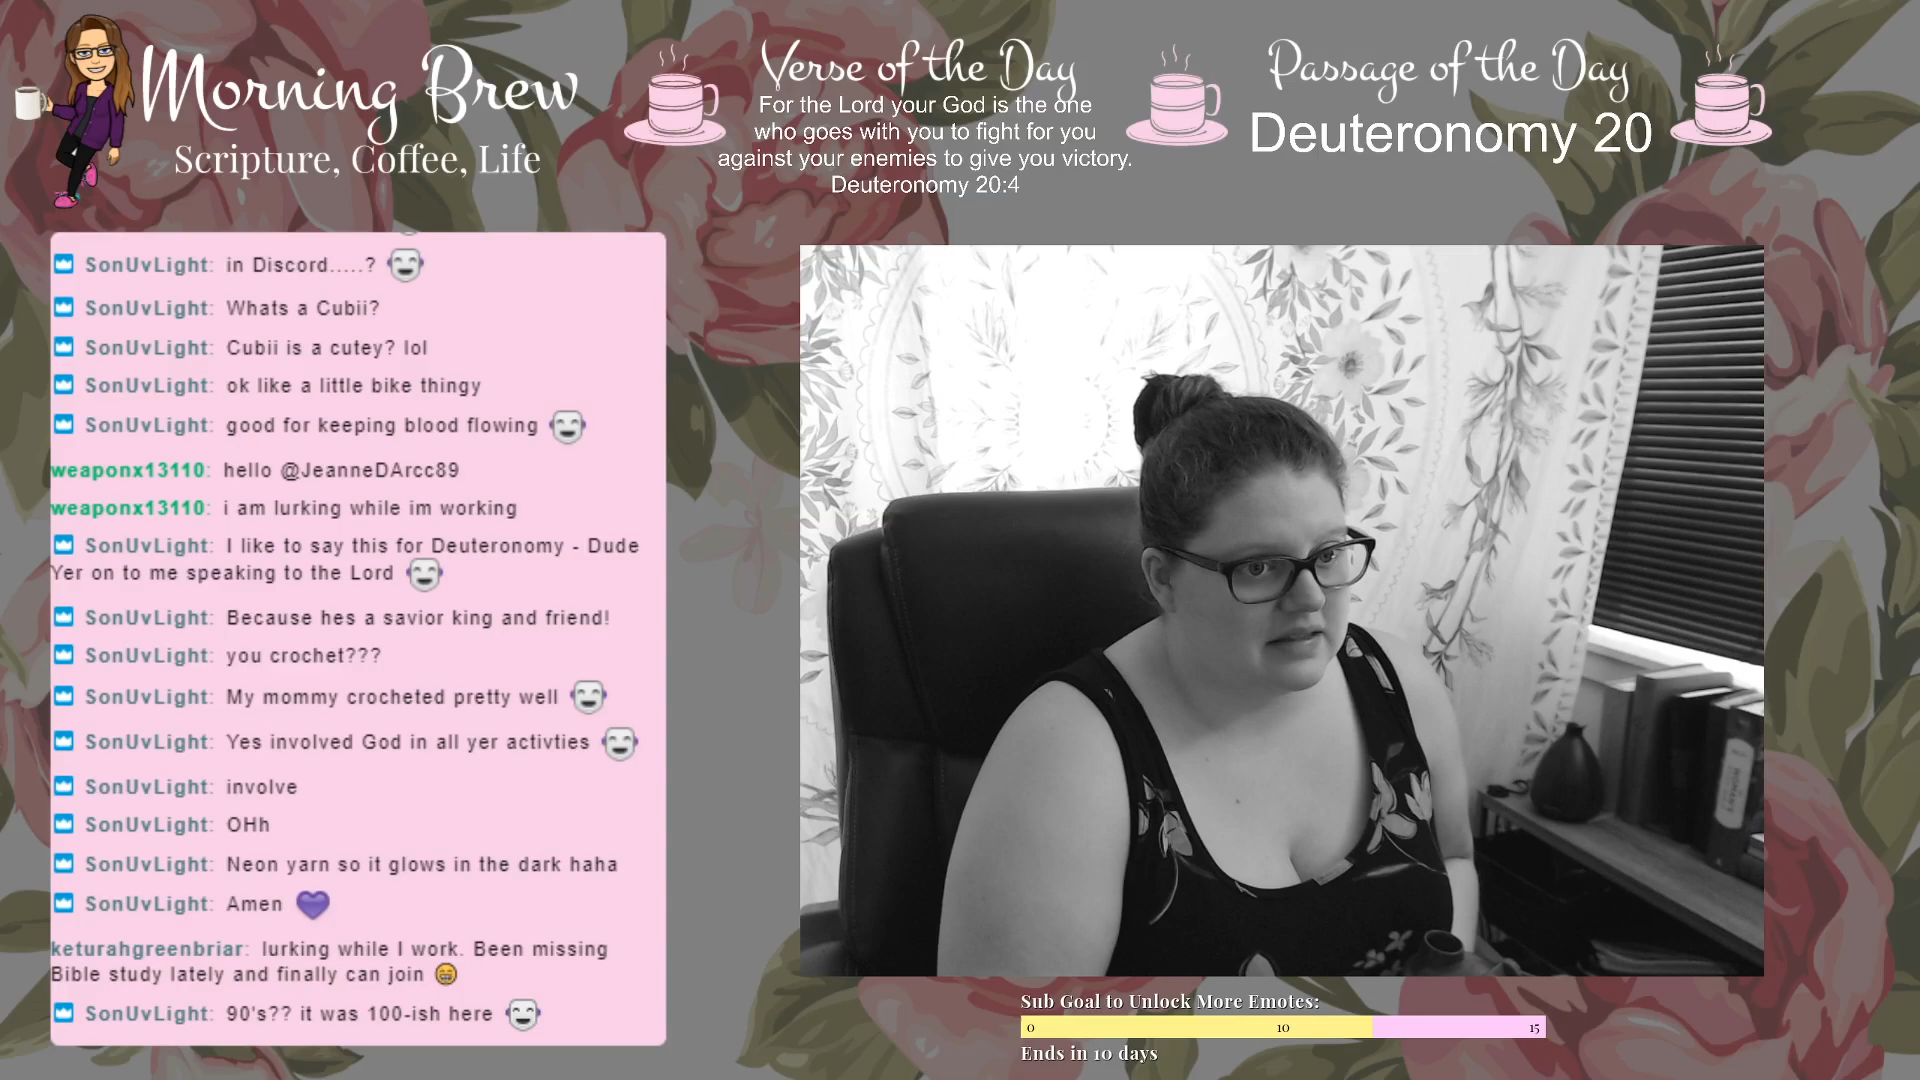 Morning Brew
Scripture, Coffee, Life
Verse of the Day
For the Lord your God is the one
who goes with you to fight for you
against your enemies to give you victory.
Deuteronomy 20:4
Passage of the Day
Deuteronomy 20
SonUvLight: in Discord.....?
SonUvLight: Whats a Cubii?
SonUvLight: Cubii is a cutey? lol
SonUvLight: ok like a little bike thingy
SonUvLight: good for keeping blood flowing
weaponx13110: hello @JeanneDArcc89
weaponx13110: i am lurking while im working
SonUvLight: I like to say this for Deuteronomy - Dude
Yer on to me speaking to the Lord
SonUvLight: Because hes a savior king and friend!
SonUvLight: you crochet???
SonUvLight: My mommy crocheted pretty well
SonUvLight: Yes involved God in all yer activties
SonUvLight: involve
SonUvLight: OHh
SonUvLight: Neon yarn so it glows in the dark haha
SonUvLight: Amen 💜
keturahgreenbriar: lurking while I work. Been missing
Bible study lately and finally can join 😁
SonUvLight: 90's?? it was 100-ish here
Sub Goal to Unlock More Emotes:
0 10 15
Ends in 10 days